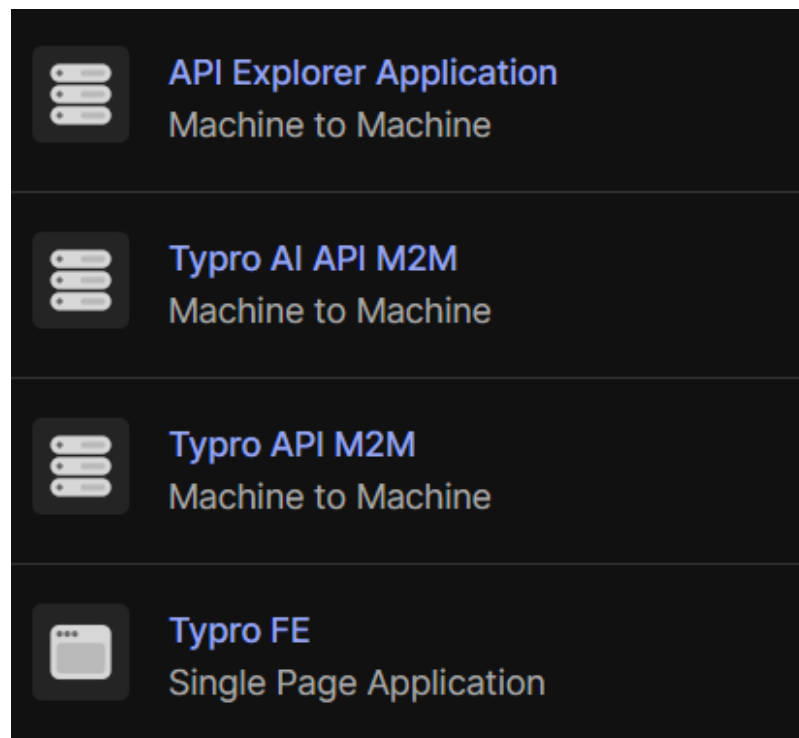 API Explorer Application
Machine to Machine
Typro AI API M2M
Machine to Machine
Typro API M2M
Machine to Machine
Typro FE
Single Page Application